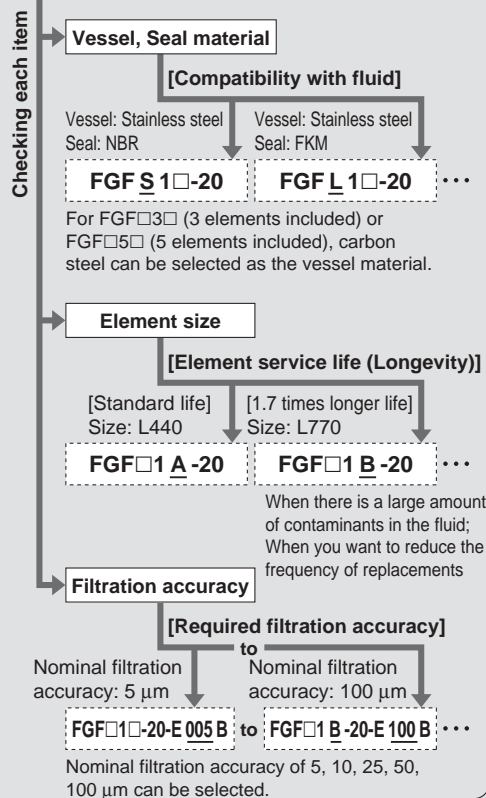 Checking each item
Vessel, Seal material
[Compatibility with fluid]
Vessel: Stainless steel
Seal: NBR
Vessel: Stainless steel
Seal: FKM
FGF S 1□-20
FGF L 1□-20 ···
For FGF□3□ (3 elements included) or
FGF□5□ (5 elements included), carbon
steel can be selected as the vessel material.
Element size
[Element service life (Longevity)]
[Standard life]
Size: L440
[1.7 times longer life]
Size: L770
FGF□1 A -20
FGF□1 B -20 ···
When there is a large amount
of contaminants in the fluid;
When you want to reduce the
frequency of replacements
Filtration accuracy
[Required filtration accuracy]
to
Nominal filtration
accuracy: 5 μm
Nominal filtration
accuracy: 100 μm
FGF□1□-20-E 005 B to FGF□1 B -20-E 100 B ···
Nominal filtration accuracy of 5, 10, 25, 50,
100 μm can be selected.